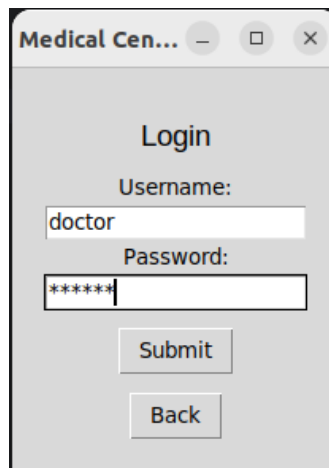 Medical Cen...
Login
Username:
doctor
Password:
******
Submit
Back